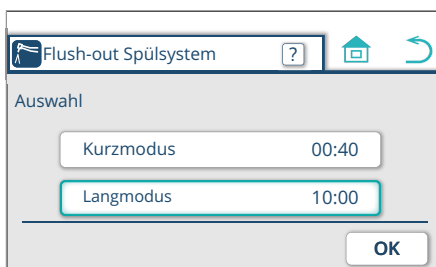 Flush-out Spülsystem ?
Auswahl
Kurzmodus 00:40
Langmodus 10:00
OK